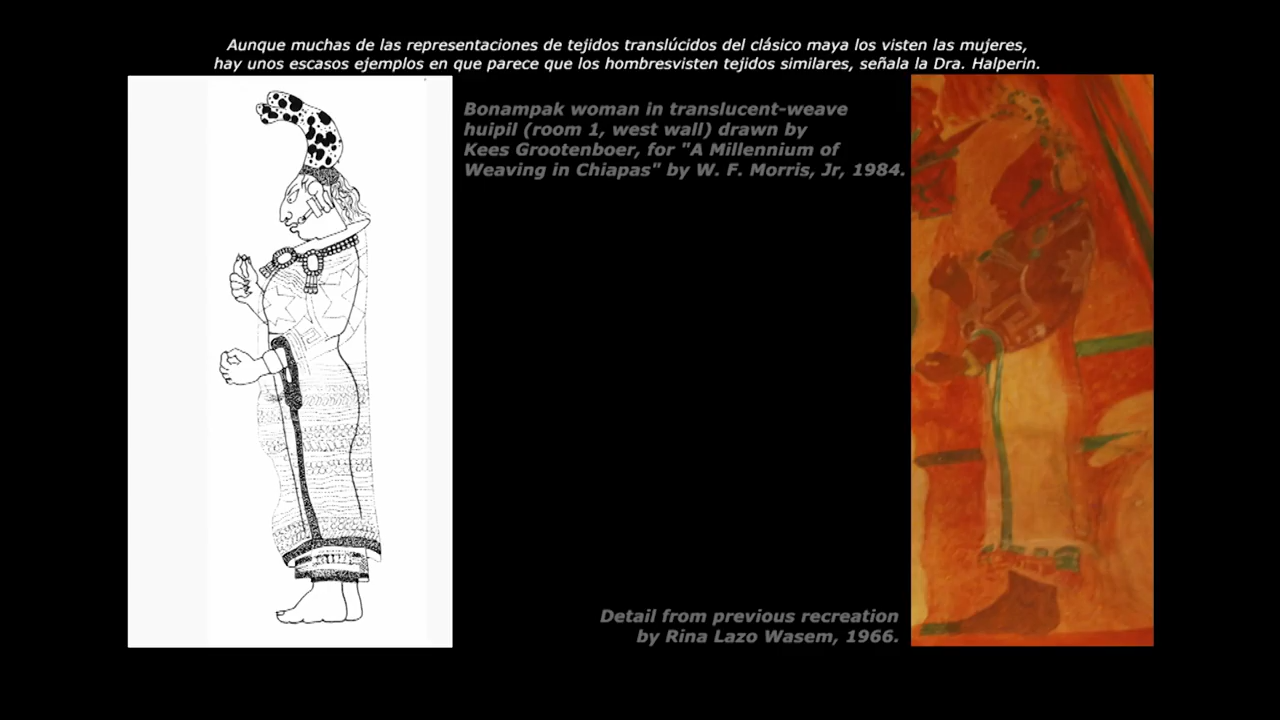 Aunque muchas de las representaciones de tejidos translúcidos del clásico maya los visten las mujeres,
hay unos escasos ejemplos en que parece que los hombresvisten tejidos similares, señala la Dra. Halperin.
Bonampak woman in translucent-weave
huipil (room 1, west wall) drawn by
Kees Grootenboer, for "A Millennium of
Weaving in Chiapas" by W. F. Morris, Jr, 1984.
Detail from previous recreation
by Rina Lazo Wasem, 1966.